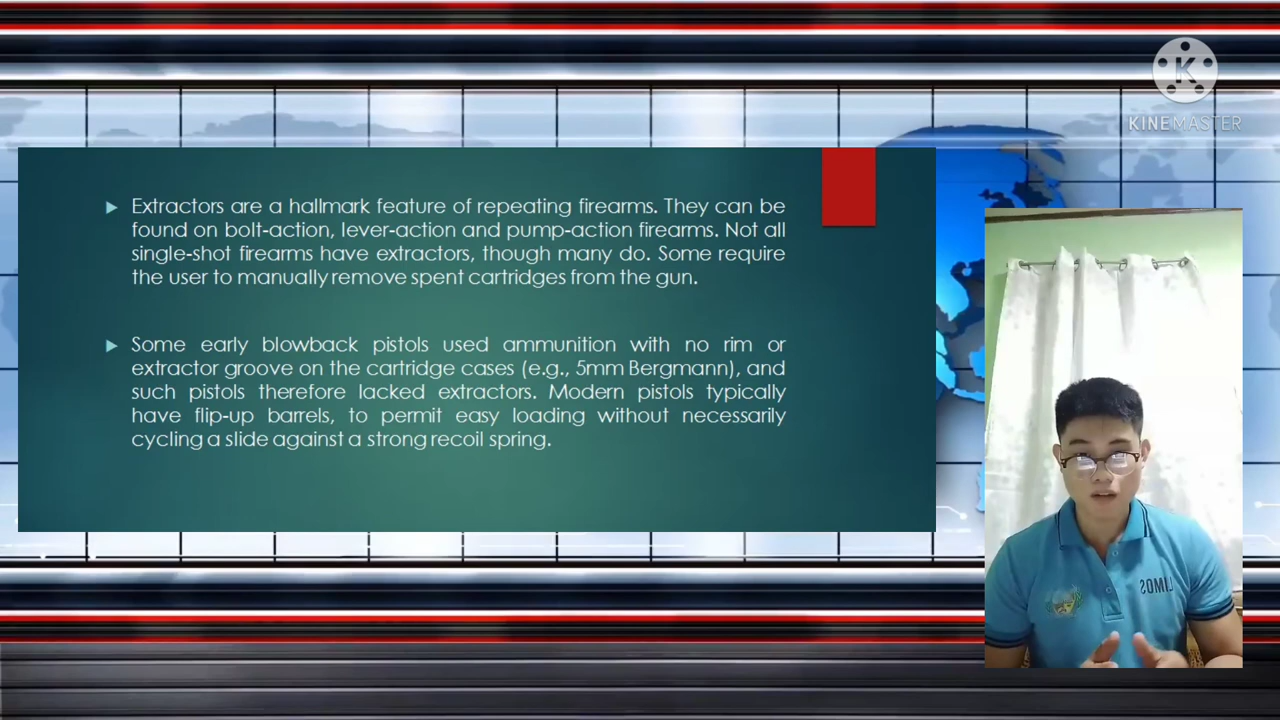 KINEMASTER
Extractors are a hallmark feature of repeating firearms. They can be
found on bolt-action, lever-action and pump-action firearms. Not all
single-shot firearms have extractors, though many do. Some require
the user to manually remove spent cartridges from the gun.
Some early blowback pistols used ammunition with no rim or
extractor groove on the cartridge cases (e.g., 5mm Bergmann), and
such pistols therefore lacked extractors. Modern pistols typically
have flip-up barrels, to permit easy loading without necessarily
cycling a slide against a strong recoil spring.
LIMOS